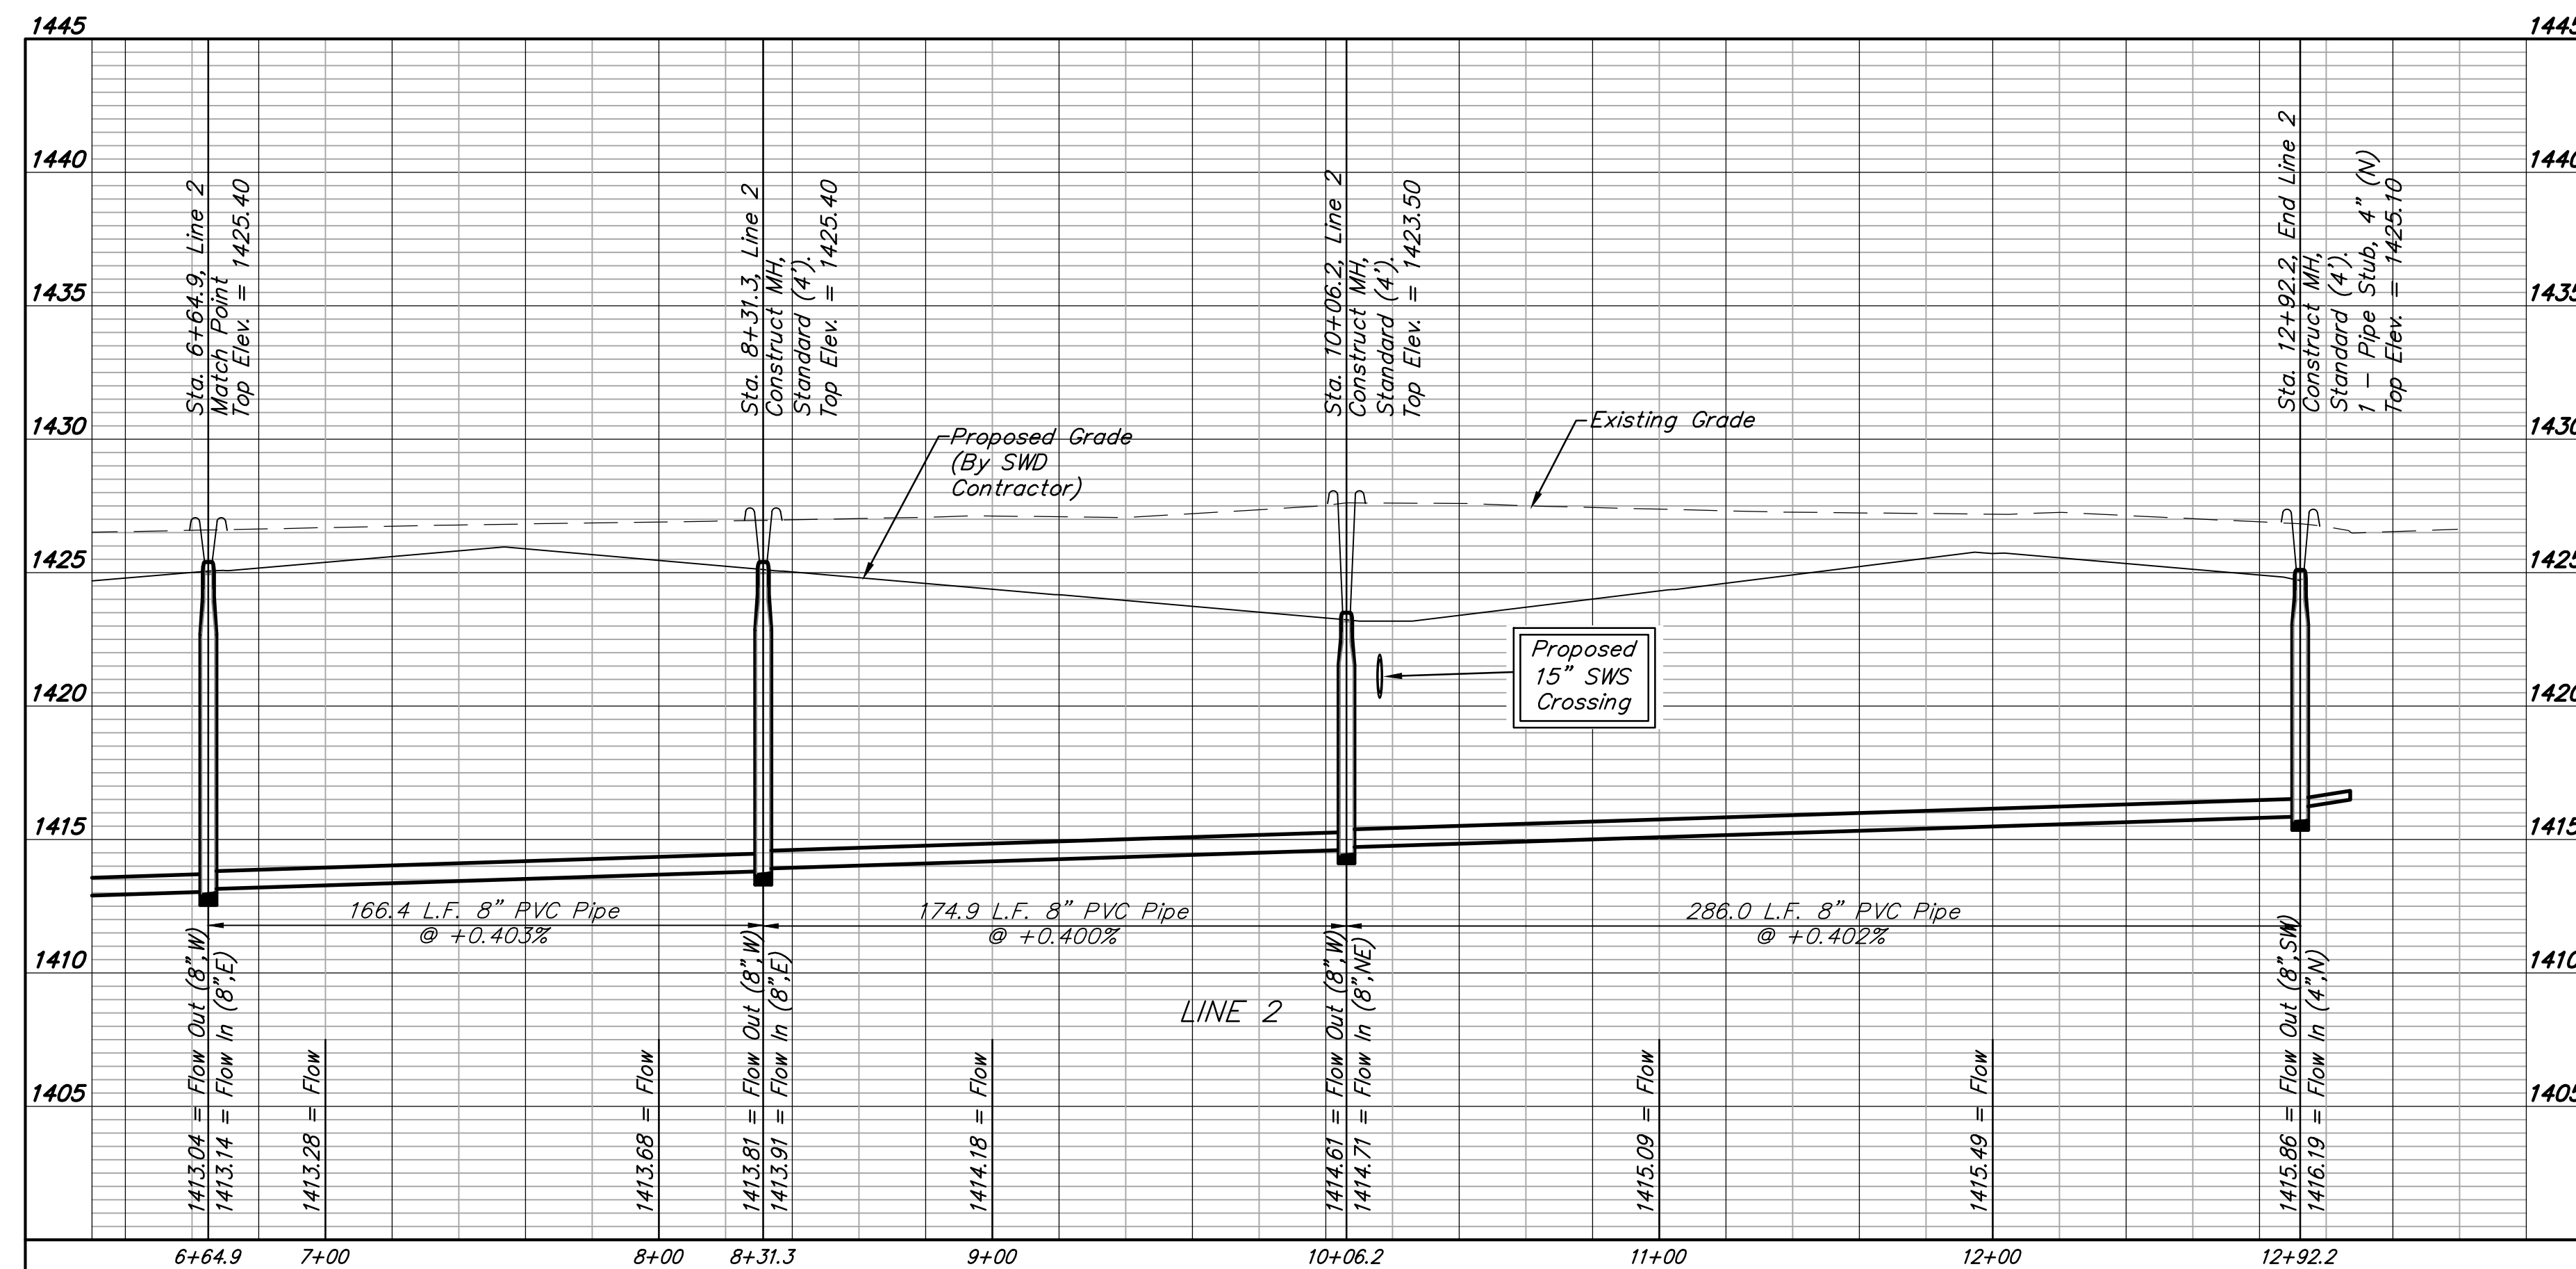 1445
1440
1435
1430
1425
1420
1415
1410
1405
Sta. 6+64.9, Line 2
Match Point
Top Elev. = 1425.40
Sta. 8+31.3, Line 2
Construct MH,
Standard (4').
Top Elev. = 1425.40
Sta. 10+06.2, Line 2
Construct MH,
Standard (4').
Top Elev. = 1423.50
Sta. 12+92.2, End Line 2
Construct MH,
Standard (4').
1 - Pipe Stub, 4" (N)
Top Elev. = 1425.10
Proposed Grade
(By SWD
Contractor)
Existing Grade
Proposed
15" SWS
Crossing
166.4 L.F. 8" PVC Pipe
@ +0.403%
174.9 L.F. 8" PVC Pipe
@ +0.400%
286.0 L.F. 8" PVC Pipe
@ +0.402%
LINE 2
1413.04 = Flow Out (8",W)
1413.14 = Flow In (8",E)
1413.28 = Flow
1413.68 = Flow
1413.81 = Flow Out (8",W)
1413.91 = Flow In (8",E)
1414.18 = Flow
1414.61 = Flow Out (8",W)
1414.71 = Flow In (8",NE)
1415.09 = Flow
1415.49 = Flow
1415.86 = Flow Out (8",SW)
1416.19 = Flow In (4",N)
6+64.9
7+00
8+00
8+31.3
9+00
10+06.2
11+00
12+00
12+92.2
1445
1440
1435
1430
1425
1420
1415
1410
1405